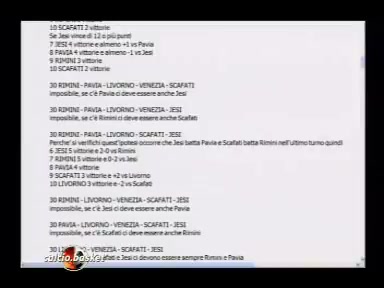 10 SCAFATI 2 vittorie
Se Jesi vince di 12 o più punti
7 JESI 4 vittorie e almeno +1 vs Pavia
8 PAVIA 4 vittorie e almeno -1 vs Jesi
9 RIMINI 3 vittorie
10 SCAFATI 2 vittorie
30 RIMINI - PAVIA - LIVORNO - VENEZIA - SCAFATI
impossibile, se c'è Pavia ci deve essere anche Jesi
30 RIMINI - PAVIA - LIVORNO - VENEZIA - JESI
impossibile, se c'è Rimini ci deve essere anche Scafati
30 RIMINI - PAVIA - LIVORNO - SCAFATI - JESI
Perche' si verifichi quest'ipotesi occorre che Jesi batta Pavia e Scafati batta Rimini nell'ultimo turno quindi
6 JESI 5 vittorie e 2-0 vs Rimini
7 RIMINI 5 vittorie e 0-2 vs Jesi
8 PAVIA 4 vittorie
9 SCAFATI 3 vittorie e +2 vs Livorno
10 LIVORNO 3 vittorie e -2 vs Scafati
30 RIMINI - LIVORNO - VENEZIA - SCAFATI - JESI
impossibile, se c'è Jesi ci deve essere anche Pavia
30 PAVIA - LIVORNO - VENEZIA - SCAFATI - JESI
impossibile, se c'è Scafati ci deve essere anche Rimini
30 - VENEZIA - SCAFATI - JESI
e Jesi ci devono essere sempre Rimini e Pavia
calcio.basket